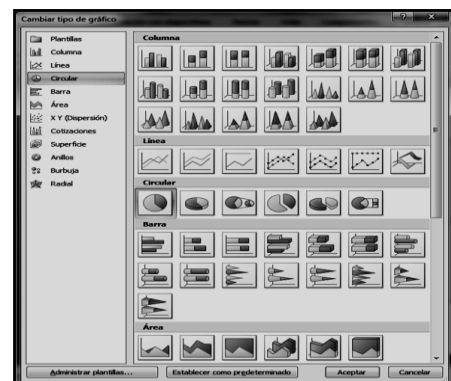 Cambiar tipo de gráfico
Plantillas
Columna
Línea
Circular
Barra
Área
X Y (Dispersión)
Cotizaciones
Superficie
Anillos
Burbuja
Radial
Columna
Línea
Circular
Barra
Área
Administrar plantillas...
Establecer como predeterminado
Aceptar
Cancelar